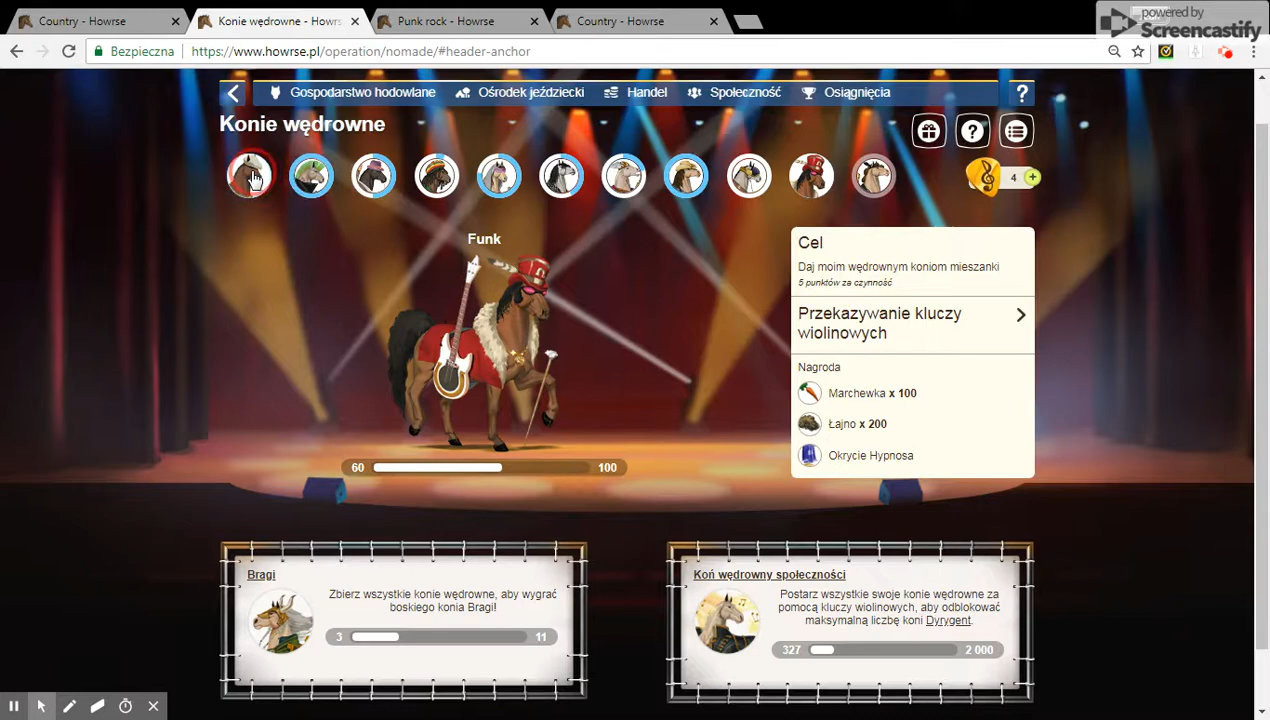 Country - Howrse
Konie wędrowne - Howrs
Punk rock - Howrse
Country - Howrse
powered by
Screencastify
Bezpieczna
https://www.howrse.pl/operation/nomade/#header-anchor
Gospodarstwo hodowlane
Ośrodek jeździecki
Handel
Społeczność
Osiągnięcia
?
Konie wędrowne
?
4
+
Funk
60
100
Cel
Daj moim wędrownym koniom mieszanki
5 punktów za czynność
Przekazywanie kluczy
wiolinowych
Nagroda
Marchewka x 100
Łajno x 200
Okrycie Hypnosa
Bragi
Zbierz wszystkie konie wędrowne, aby wygrać
boskiego konia Bragi!
3
11
Koń wędrowny społeczności
Postarz wszystkie swoje konie wędrowne za
pomocą kluczy wiolinowych, aby odblokować
maksymalną liczbę koni Dyrygent.
327
2 000